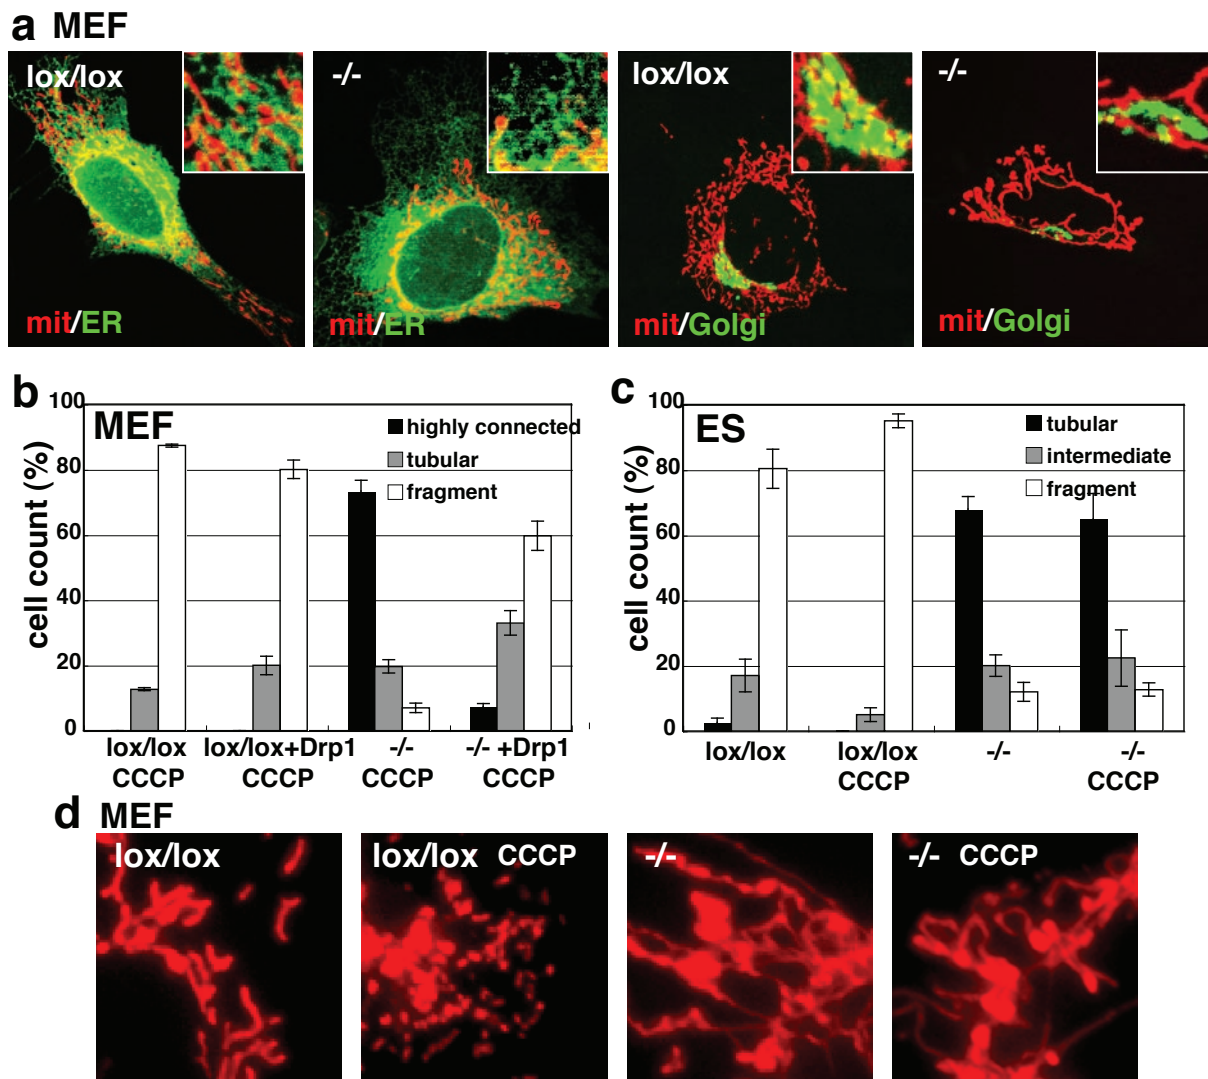 a MEF
lox/lox
mit/ER
-/-
mit/ER
lox/lox
mit/Golgi
-/-
mit/Golgi
b
MEF
cell count (%)
100
80
60
40
20
0
highly connected
tubular
fragment
lox/lox
CCCP
lox/lox+Drp1
CCCP
-/-
CCCP
-/- +Drp1
CCCP
c
ES
cell count (%)
100
80
60
40
20
0
tubular
intermediate
fragment
lox/lox
lox/lox
CCCP
-/-
-/-
CCCP
d MEF
lox/lox
lox/lox CCCP
-/-
-/- CCCP